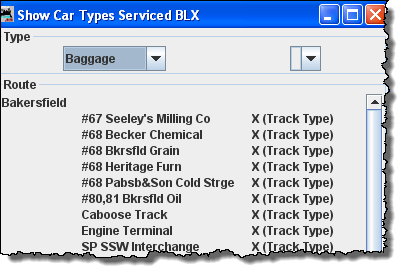 Show Car Types Serviced BLX
Type
Baggage
Route
Bakersfield
#67 Seeley's Milling Co X (Track Type)
#68 Becker Chemical X (Track Type)
#68 Bkrsfld Grain X (Track Type)
#68 Heritage Furn X (Track Type)
#68 Pabsb&Son Cold Strge X (Track Type)
#80,81 Bkrsfld Oil X (Track Type)
Caboose Track X (Track Type)
Engine Terminal X (Track Type)
SP SSW Interchange X (Track Type)